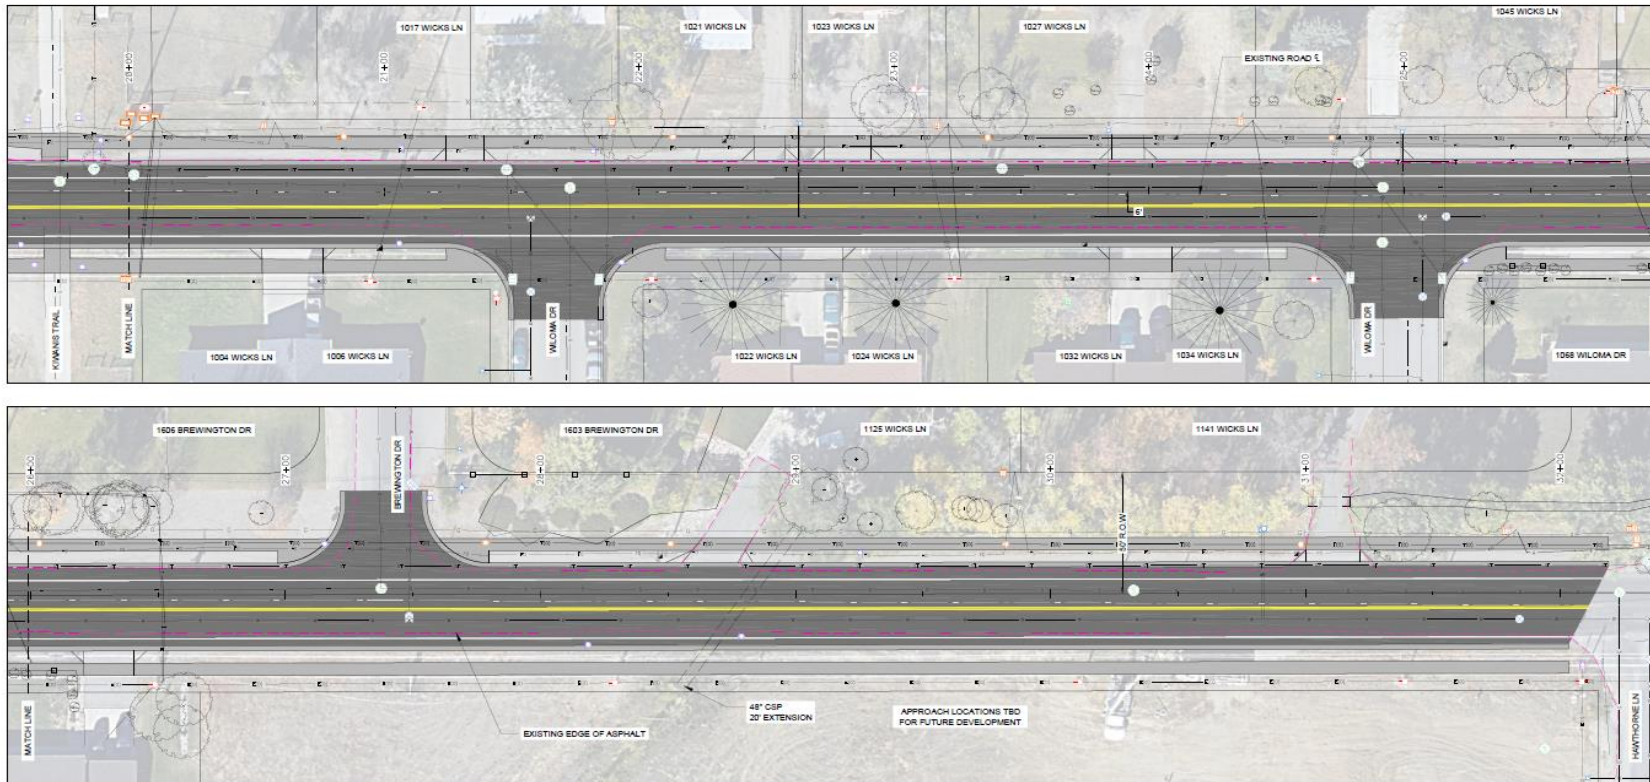 1017 WICKS LN
1021 WICKS LN
1023 WICKS LN
1027 WICKS LN
1045 WICKS LN
20+00
21+00
22+00
23+00
24+00
25+00
EXISTING ROAD ℄
6'
KIWANIS TRAIL
MATCH LINE
1004 WICKS LN
1006 WICKS LN
WILOMA DR
1022 WICKS LN
1024 WICKS LN
1032 WICKS LN
1034 WICKS LN
WILOMA DR
1068 WILOMA DR
1605 BREWINGTON DR
BREWINGTON DR
1603 BREWINGTON DR
1125 WICKS LN
1141 WICKS LN
26+00
27+00
28+00
29+00
30+00
31+00
32+00
MATCH LINE
EXISTING EDGE OF ASPHALT
48" CSP
20' EXTENSION
APPROACH LOCATIONS TBD
FOR FUTURE DEVELOPMENT
HAWTHORNE LN